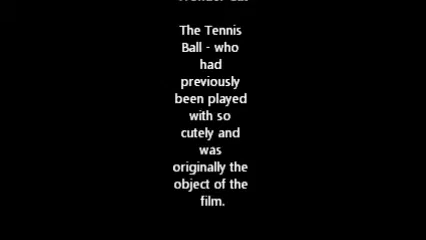 The Tennis
Ball - who
had
previously
been played
with so
cutely and
was
originally the
object of the
film.